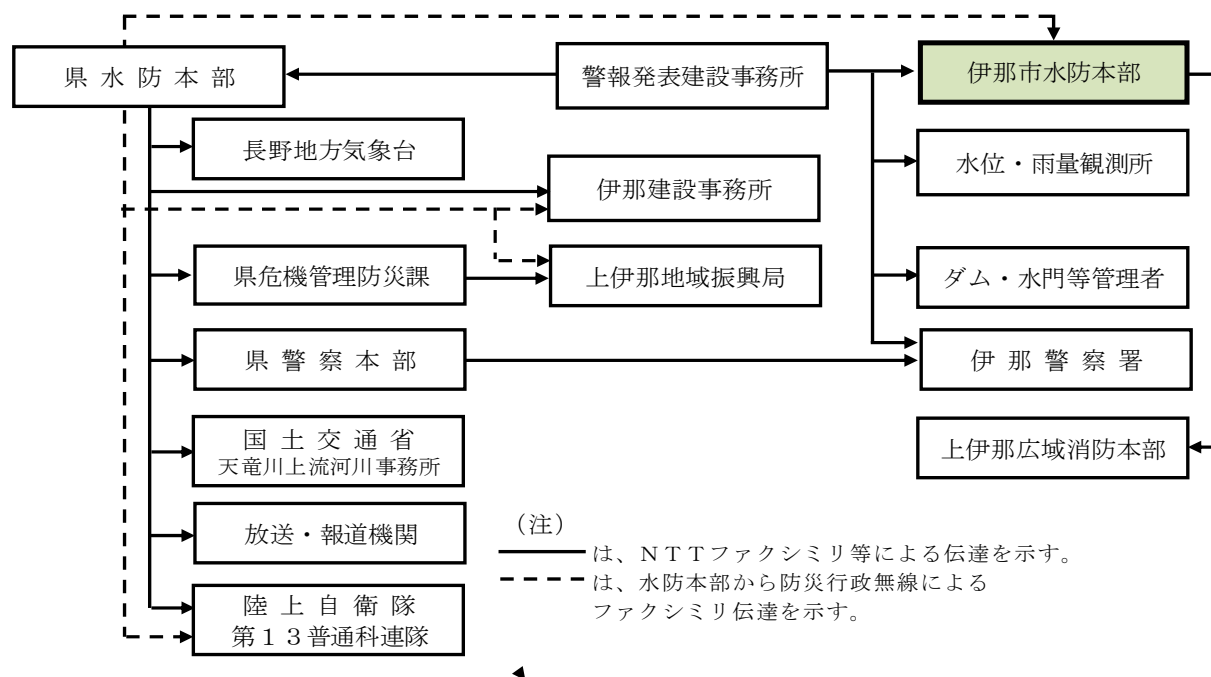 県水防本部
警報発表建設事務所
伊那市水防本部
長野地方気象台
水位・雨量観測所
伊那建設事務所
県危機管理防災課
上伊那地域振興局
ダム・水門等管理者
県警察本部
伊那警察署
国土交通省
天竜川上流河川事務所
上伊那広域消防本部
放送・報道機関
陸上自衛隊
第１３普通科連隊
（注）
は、ＮＴＴファクシミリ等による伝達を示す。
は、水防本部から防災行政無線による
ファクシミリ伝達を示す。